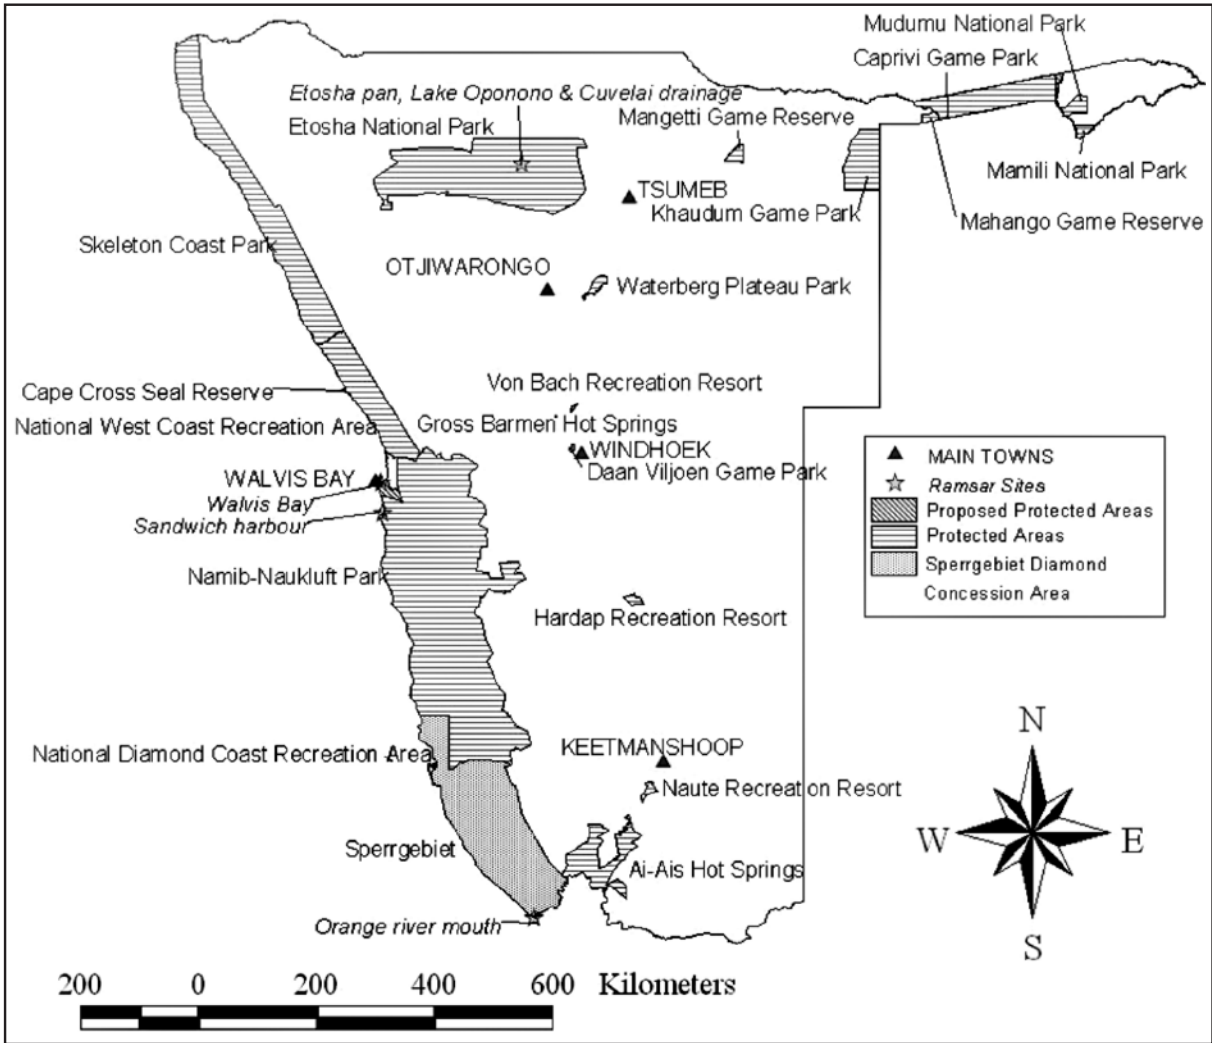 Mudumu National Park
Caprivi Game Park
Etosha pan, Lake Oponono & Cuvelai drainage
Etosha National Park
Mangetti Game Reserve
Mamili National Park
TSUMEB
Khaudum Game Park
Mahango Game Reserve
Skeleton Coast Park
OTJIWARONGO
Waterberg Plateau Park
Von Bach Recreation Resort
Cape Cross Seal Reserve
National West Coast Recreation Area
Gross Barmen Hot Springs
WINDHOEK
Daan Viljoen Game Park
WALVIS BAY
Walvis Bay
Sandwich harbour
MAIN TOWNS
Ramsar Sites
Proposed Protected Areas
Protected Areas
Sperrgebiet Diamond
Concession Area
Namib-Naukluft Park
Hardap Recreation Resort
National Diamond Coast Recreation Area
KEETMANSHOOP
Naute Recreation Resort
Sperrgebiet
Ai-Ais Hot Springs
Orange river mouth
N
W
E
S
200 0 200 400 600 Kilometers